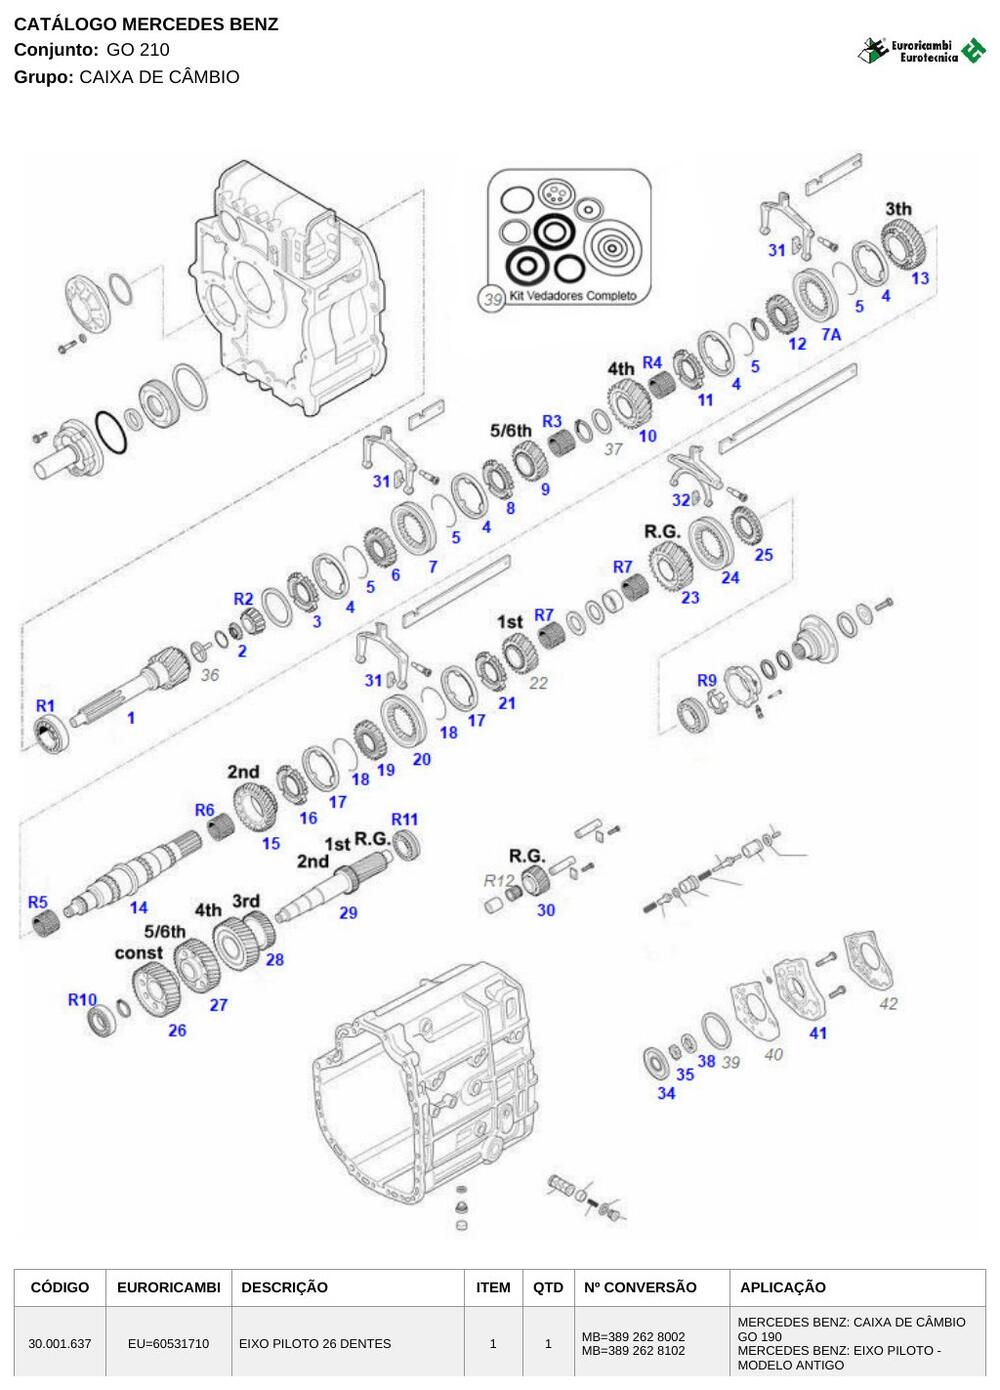 CATÁLOGO MERCEDES BENZ
Conjunto: GO 210
Grupo: CAIXA DE CÂMBIO
Euroricambi
Eurotecnica
39 Kit Vedadores Completo
31
3th
13
4
5
7A
12
5
4
11
R4
4th
10
37
R3
5/6th
9
8
4
5
7
31
6
5
4
3
R2
2
36
1
R1
32
25
24
R.G.
23
R7
R7
1st
22
21
17
18
20
31
19
18
17
16
2nd
15
R6
14
R5
R9
R11
1st R.G.
2nd
29
3rd
28
4th
27
5/6th
const
26
R10
R.G.
R12
30
42
41
40
39
38
35
34
CÓDIGO EURORICAMBI DESCRIÇÃO ITEM QTD Nº CONVERSÃO APLICAÇÃO
30.001.637 EU=60531710 EIXO PILOTO 26 DENTES 1 1 MB=389 262 8002
MB=389 262 8102
MERCEDES BENZ: CAIXA DE CÂMBIO
GO 190
MERCEDES BENZ: EIXO PILOTO -
MODELO ANTIGO